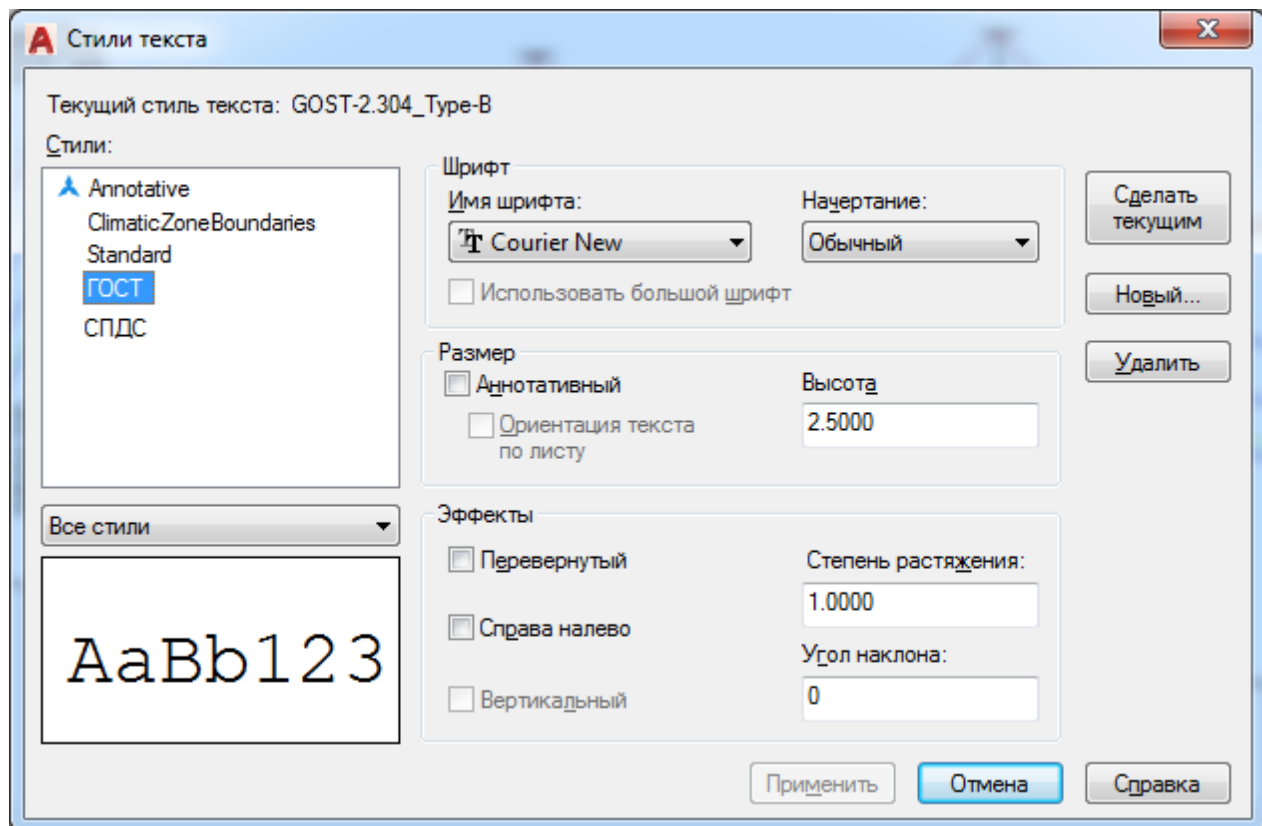 Стили текста
Текущий стиль текста: GOST-2.304_Type-B
Стили:
Annotative
ClimaticZoneBoundaries
Standard
ГОСТ
СПДС
Все стили
AaBb123
Шрифт
Имя шрифта:
Courier New
Начертание:
Обычный
Использовать большой шрифт
Размер
Аннотативный
Ориентация текста
по листу
Высота
2.5000
Эффекты
Перевернутый
Справа налево
Вертикальный
Степень растяжения:
1.0000
Угол наклона:
0
Сделать
текущим
Новый...
Удалить
Применить
Отмена
Справка